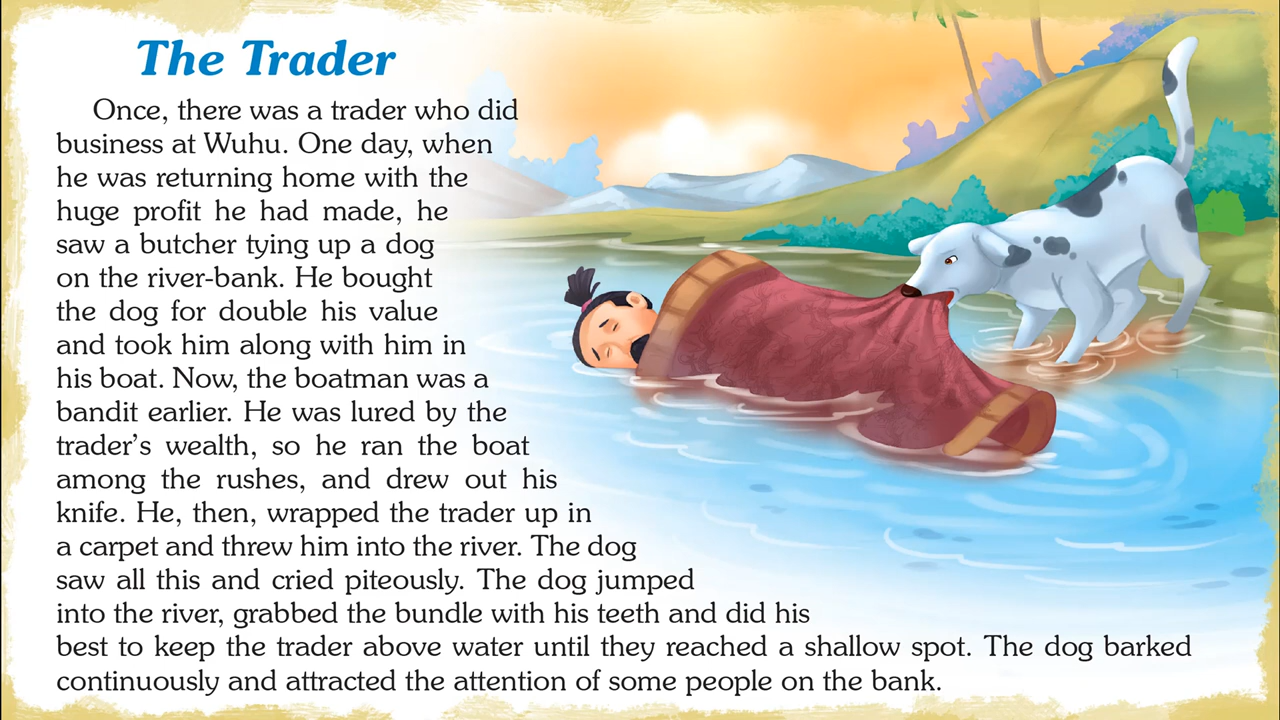 The Trader
Once, there was a trader who did
business at Wuhu. One day, when
he was returning home with the
huge profit he had made, he
saw a butcher tying up a dog
on the river-bank. He bought
the dog for double his value
and took him along with him in
his boat. Now, the boatman was a
bandit earlier. He was lured by the
trader’s wealth, so he ran the boat
among the rushes, and drew out his
knife. He, then, wrapped the trader up in
a carpet and threw him into the river. The dog
saw all this and cried piteously. The dog jumped
into the river, grabbed the bundle with his teeth and did his
best to keep the trader above water until they reached a shallow spot. The dog barked
continuously and attracted the attention of some people on the bank.